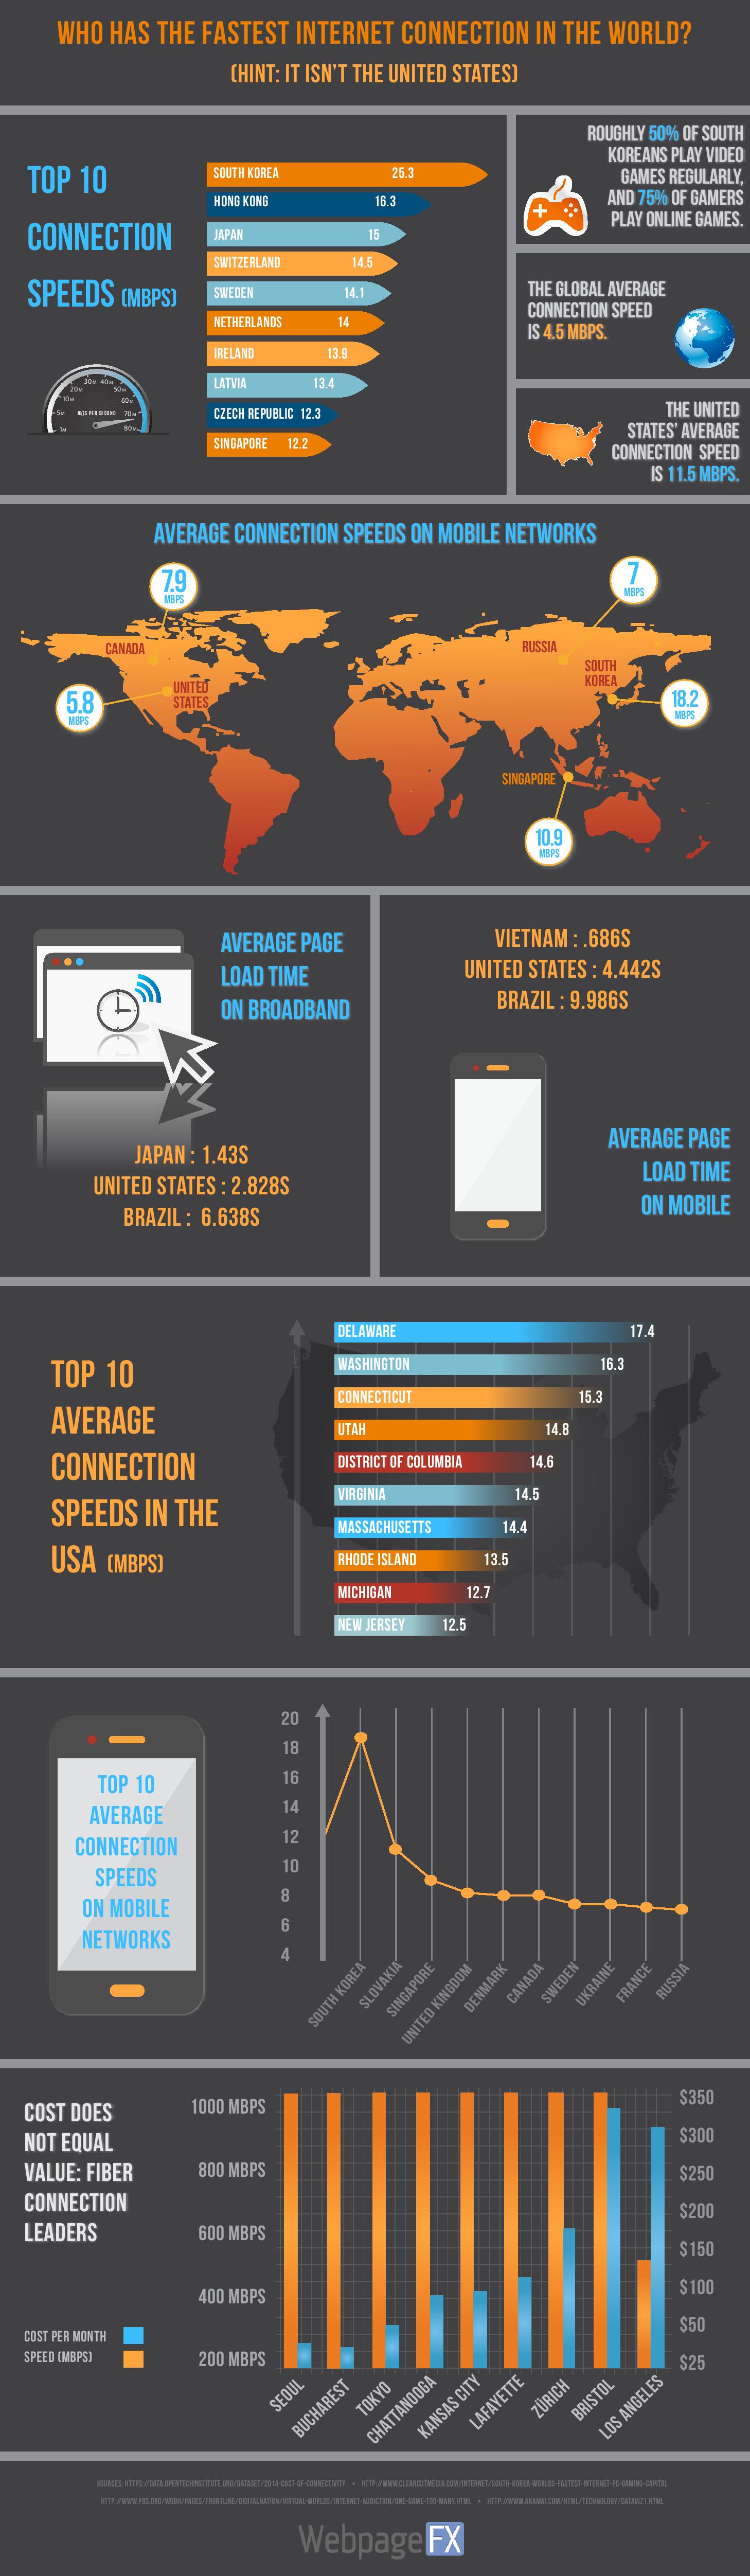 WHO HAS THE FASTEST INTERNET CONNECTION IN THE WORLD?
(HINT: IT ISN'T THE UNITED STATES)
TOP 10
CONNECTION
SPEEDS (MBPS)
1M
5M
10M
20M
30M
40M
50M
60M
70M
80M
BITS PER SECOND
SOUTH KOREA 25.3
HONG KONG 16.3
JAPAN 15
SWITZERLAND 14.5
SWEDEN 14.1
NETHERLANDS 14
IRELAND 13.9
LATVIA 13.4
CZECH REPUBLIC 12.3
SINGAPORE 12.2
ROUGHLY 50% OF SOUTH
KOREANS PLAY VIDEO
GAMES REGULARLY,
AND 75% OF GAMERS
PLAY ONLINE GAMES.
THE GLOBAL AVERAGE
CONNECTION SPEED
IS 4.5 MBPS.
THE UNITED
STATES' AVERAGE
CONNECTION SPEED
IS 11.5 MBPS.
AVERAGE CONNECTION SPEEDS ON MOBILE NETWORKS
7.9
MBPS
CANADA
5.8
MBPS
UNITED
STATES
7
MBPS
RUSSIA
SOUTH
KOREA
18.2
MBPS
SINGAPORE
10.9
MBPS
AVERAGE PAGE
LOAD TIME
ON BROADBAND
JAPAN : 1.43S
UNITED STATES : 2.828S
BRAZIL : 6.638S
VIETNAM : .686S
UNITED STATES : 4.442S
BRAZIL : 9.986S
AVERAGE PAGE
LOAD TIME
ON MOBILE
TOP 10
AVERAGE
CONNECTION
SPEEDS IN THE
USA (MBPS)
DELAWARE 17.4
WASHINGTON 16.3
CONNECTICUT 15.3
UTAH 14.8
DISTRICT OF COLUMBIA 14.6
VIRGINIA 14.5
MASSACHUSETTS 14.4
RHODE ISLAND 13.5
MICHIGAN 12.7
NEW JERSEY 12.5
TOP 10
AVERAGE
CONNECTION
SPEEDS
ON MOBILE
NETWORKS
20
18
16
14
12
10
8
6
4
SOUTH KOREA
SLOVAKIA
SINGAPORE
UNITED KINGDOM
DENMARK
CANADA
SWEDEN
UKRAINE
FRANCE
RUSSIA
COST DOES
NOT EQUAL
VALUE: FIBER
CONNECTION
LEADERS
COST PER MONTH
SPEED (MBPS)
1000 MBPS
800 MBPS
600 MBPS
400 MBPS
200 MBPS
$350
$300
$250
$200
$150
$100
$50
$25
SEOUL
BUCHAREST
TOKYO
CHATTANOOGA
KANSAS CITY
LAFAYETTE
ZÜRICH
BRISTOL
LOS ANGELES
SOURCES: HTTPS://DATA.OPENTECHINSTITUTE.ORG/DATASET/2014-COST-OF-CONNECTIVITY • HTTP://WWW.CLEANCUTMEDIA.COM/INTERNET/SOUTH-KOREA-WORLDS-FASTEST-INTERNET-PC-GAMING-CAPITAL
HTTP://WWW.PBS.ORG/WGBH/PAGES/FRONTLINE/DIGITALNATION/VIRTUAL-WORLDS/INTERNET-ADDICTION/ONE-GAME-TOO-MANY.HTML • HTTP://WWW.AKAMAI.COM/HTML/TECHNOLOGY/DATAVIZ1.HTML
WebpageFX